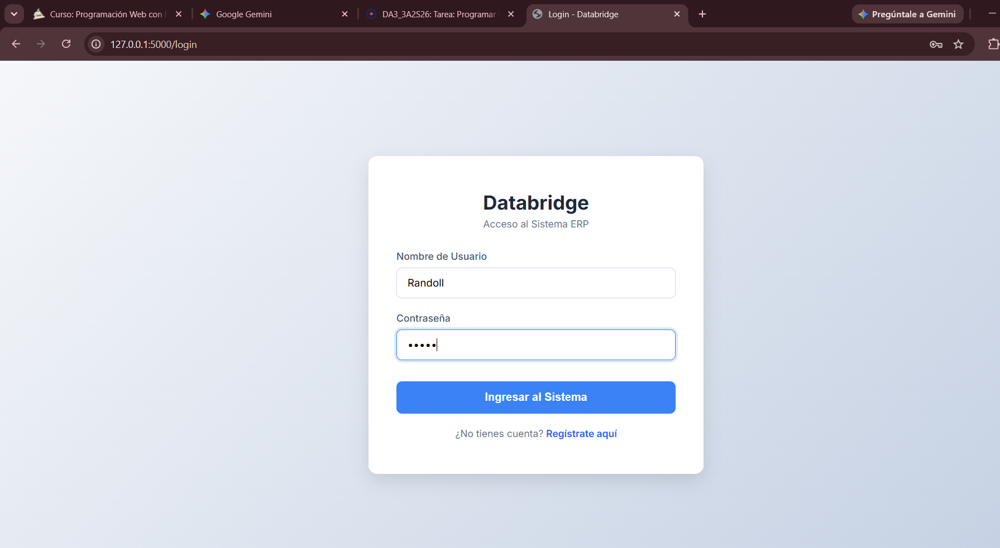 Curso: Programación Web con
Google Gemini
DA3_3A2S26: Tarea: Programar
Login - Databridge
Pregúntale a Gemini
127.0.0.1:5000/login
Databridge
Acceso al Sistema ERP
Nombre de Usuario
Randoll
Contraseña
•••••
Ingresar al Sistema
¿No tienes cuenta? Regístrate aquí